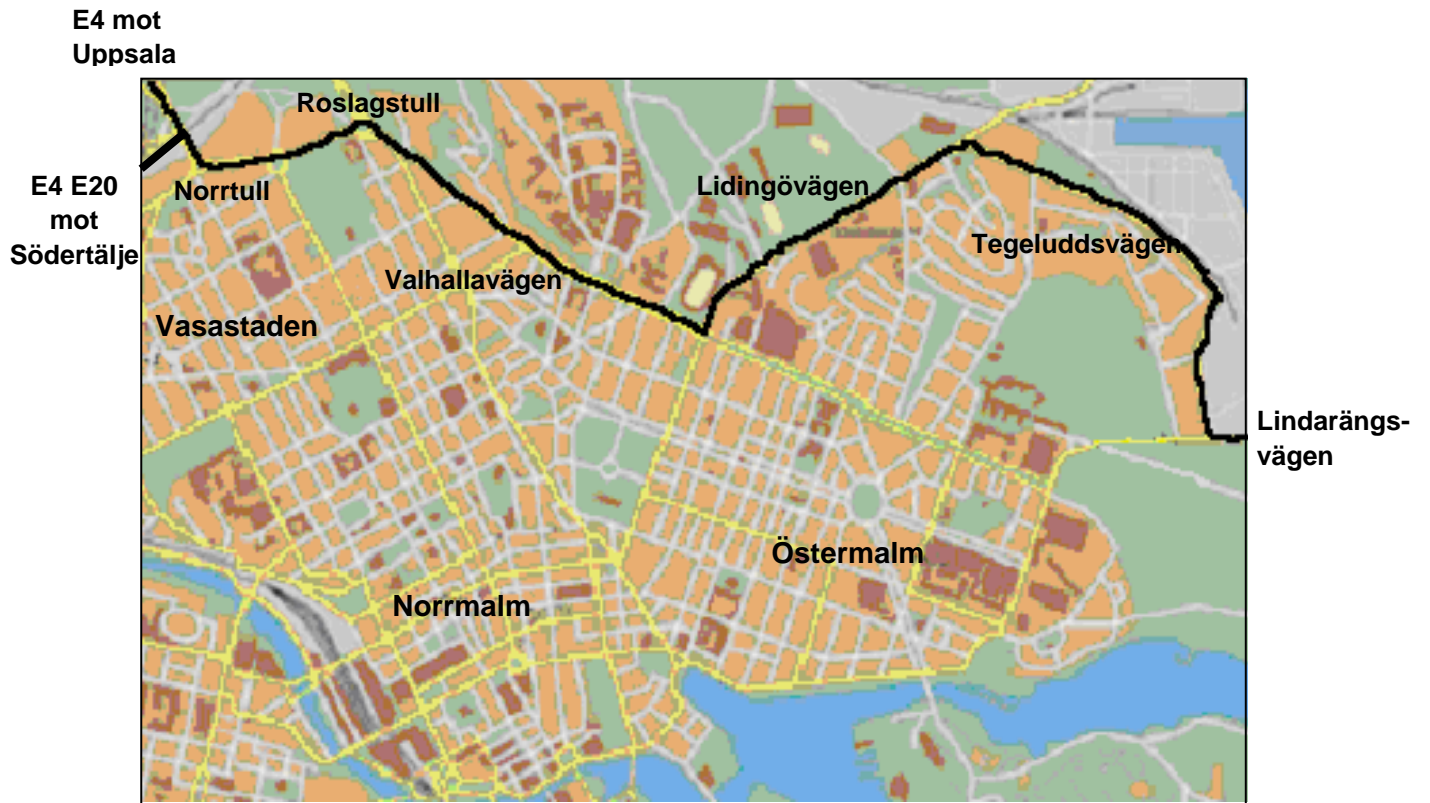 E4 mot
Uppsala
Roslagstull
E4 E20
mot
Södertälje
Norrtull
Lidingövägen
Tegeluddsvägen
Valhallavägen
Vasastaden
Lindarängs-
vägen
Östermalm
Norrmalm